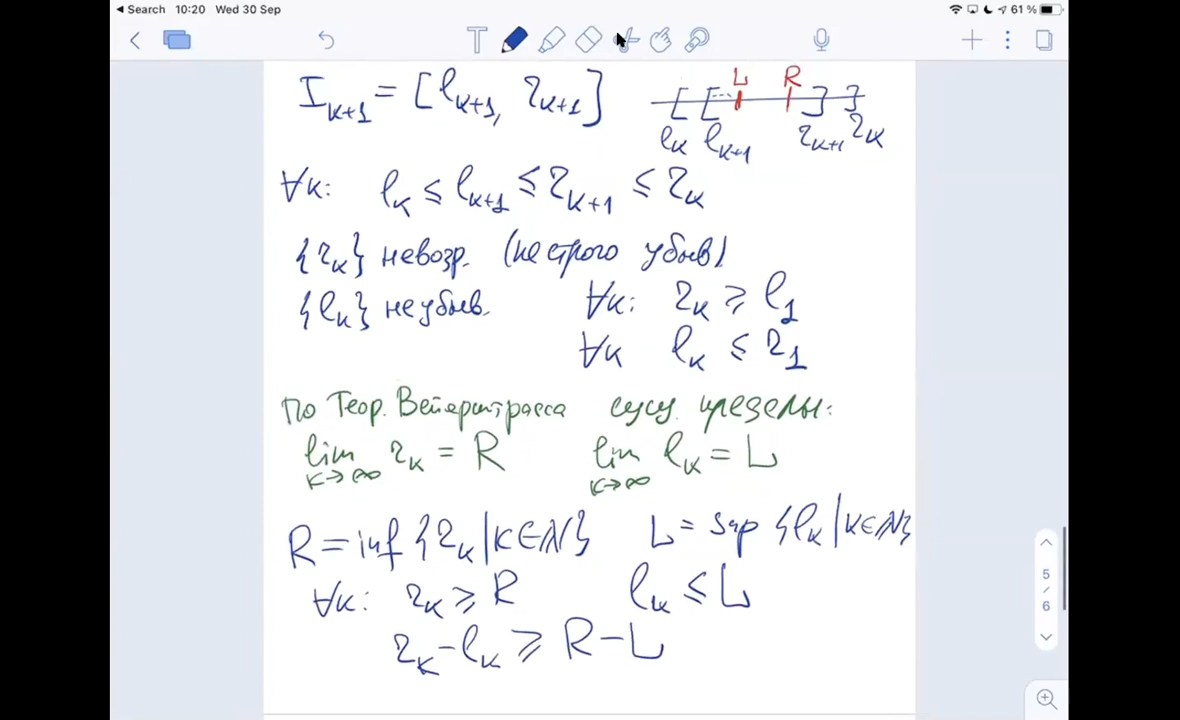 Search 10:20 Wed 30 Sep 61 %
T
I_{k+1} = [l_{k+1}, r_{k+1}]
L R
l_k l_{k+1} r_{k+1} r_k
∀k: l_k ≤ l_{k+1} ≤ r_{k+1} ≤ r_k
{r_k} невозр. (нестрого убыв)
{l_k} неубыв. ∀k: r_k ≥ l_1
∀k l_k ≤ r_1
По Теор. Вейерштрасса сущ. пределы:
lim_{k→∞} r_k = R lim_{k→∞} l_k = L
R = inf {r_k | k∈N} L = sup {l_k | k∈N}
∀k: r_k ≥ R l_k ≤ L
r_k - l_k ≥ R - L
5
/
6